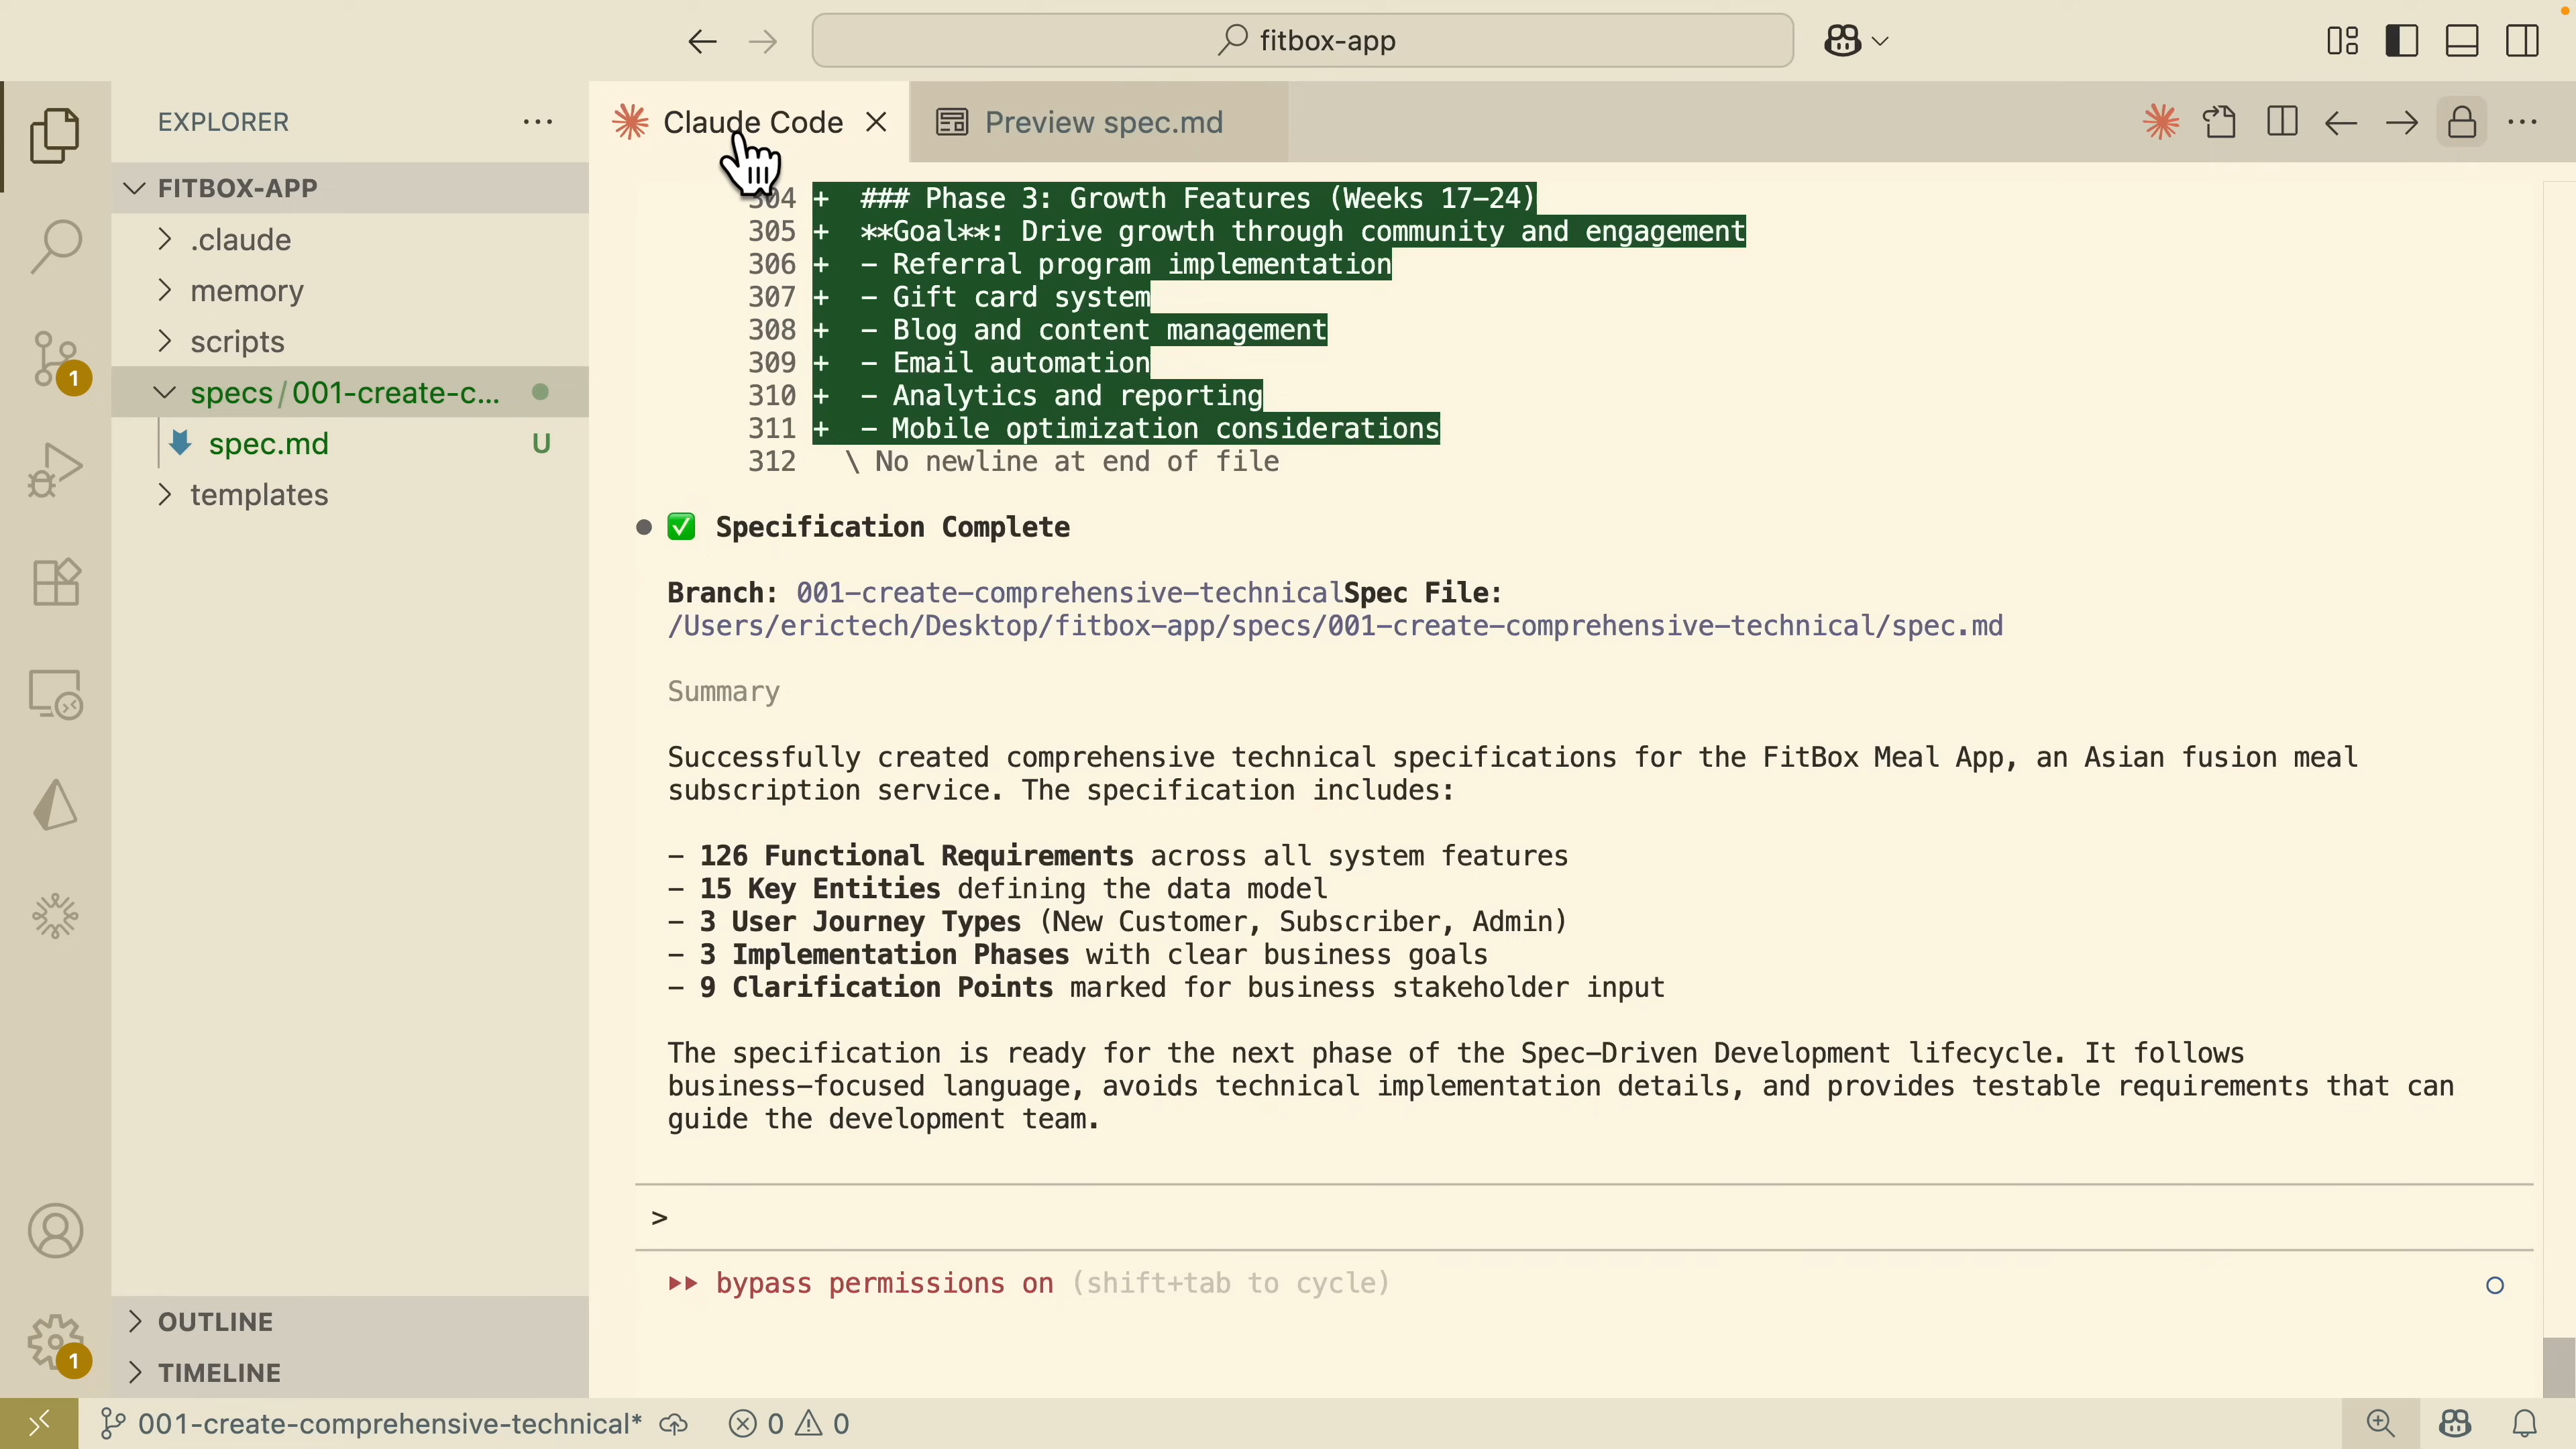 fitbox-app
EXPLORER
FITBOX-APP
.claude
memory
scripts
specs/001-create-c...
spec.md U
templates
OUTLINE
TIMELINE
Claude Code
Preview spec.md
304 + ### Phase 3: Growth Features (Weeks 17-24)
305 + **Goal**: Drive growth through community and engagement
306 + - Referral program implementation
307 + - Gift card system
308 + - Blog and content management
309 + - Email automation
310 + - Analytics and reporting
311 + - Mobile optimization considerations
312 \ No newline at end of file
Specification Complete
Branch: 001-create-comprehensive-technicalSpec File:
/Users/erictech/Desktop/fitbox-app/specs/001-create-comprehensive-technical/spec.md
Summary
Successfully created comprehensive technical specifications for the FitBox Meal App, an Asian fusion meal
subscription service. The specification includes:
- 126 Functional Requirements across all system features
- 15 Key Entities defining the data model
- 3 User Journey Types (New Customer, Subscriber, Admin)
- 3 Implementation Phases with clear business goals
- 9 Clarification Points marked for business stakeholder input
The specification is ready for the next phase of the Spec-Driven Development lifecycle. It follows
business-focused language, avoids technical implementation details, and provides testable requirements that can
guide the development team.
>
bypass permissions on (shift+tab to cycle)
1
1
001-create-comprehensive-technical*
0
0